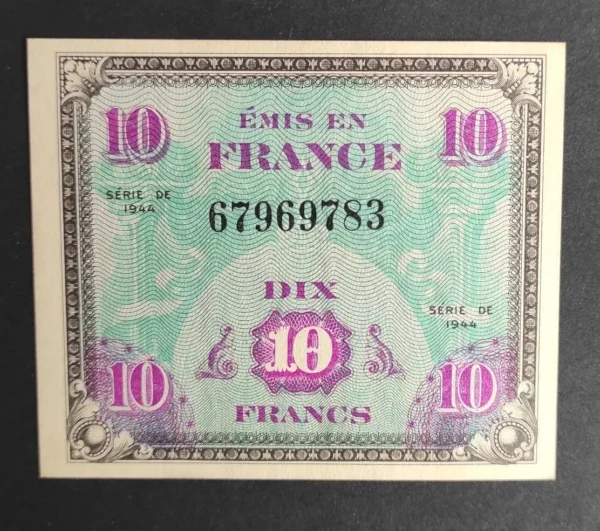 10 ÉMIS EN 10
FRANCE
SÉRIE DE
1944
67969783
DIX
SÉRIE DE
1944
10
10 10
FRANCS